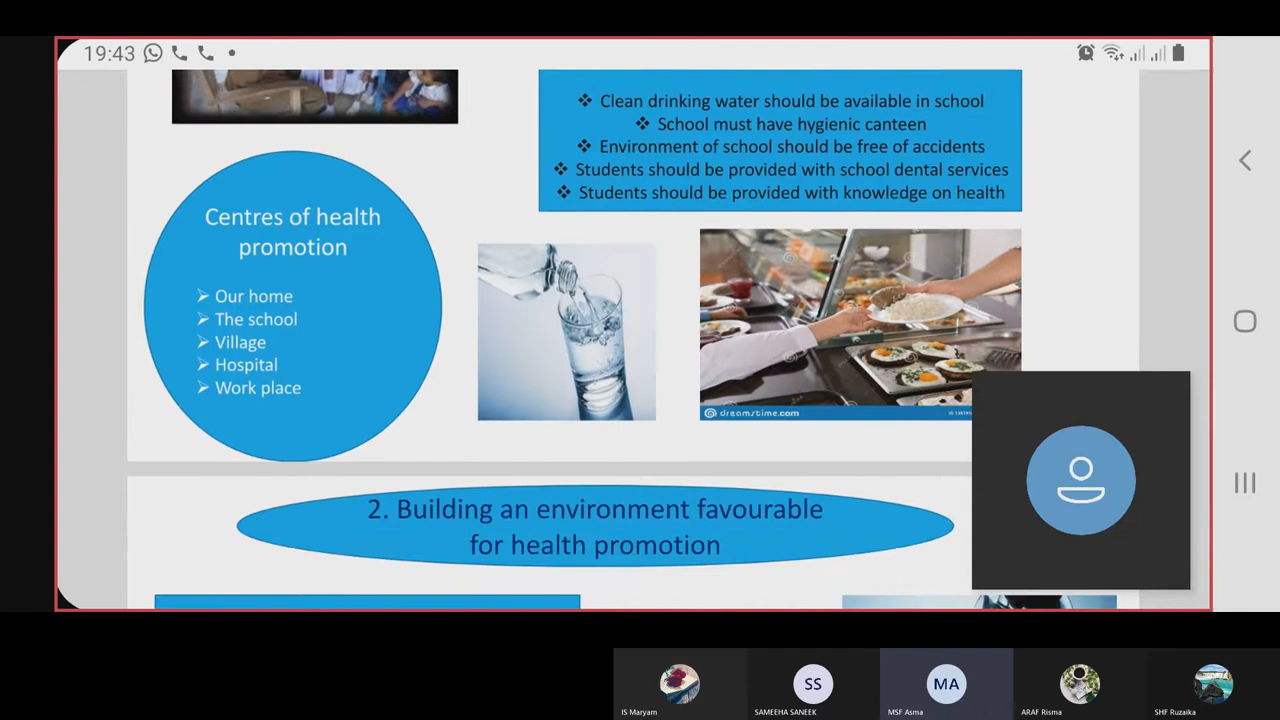 19:43
❖ Clean drinking water should be available in school
❖ School must have hygienic canteen
❖ Environment of school should be free of accidents
❖ Students should be provided with school dental services
❖ Students should be provided with knowledge on health
Centres of health
promotion
➢ Our home
➢ The school
➢ Village
➢ Hospital
➢ Work place
dreamstime.com
2. Building an environment favourable
for health promotion
SS
MA
IS Maryam
SAMEEHA SANEEK
MSF Asma
ARAF Risma
SHF Ruzaika